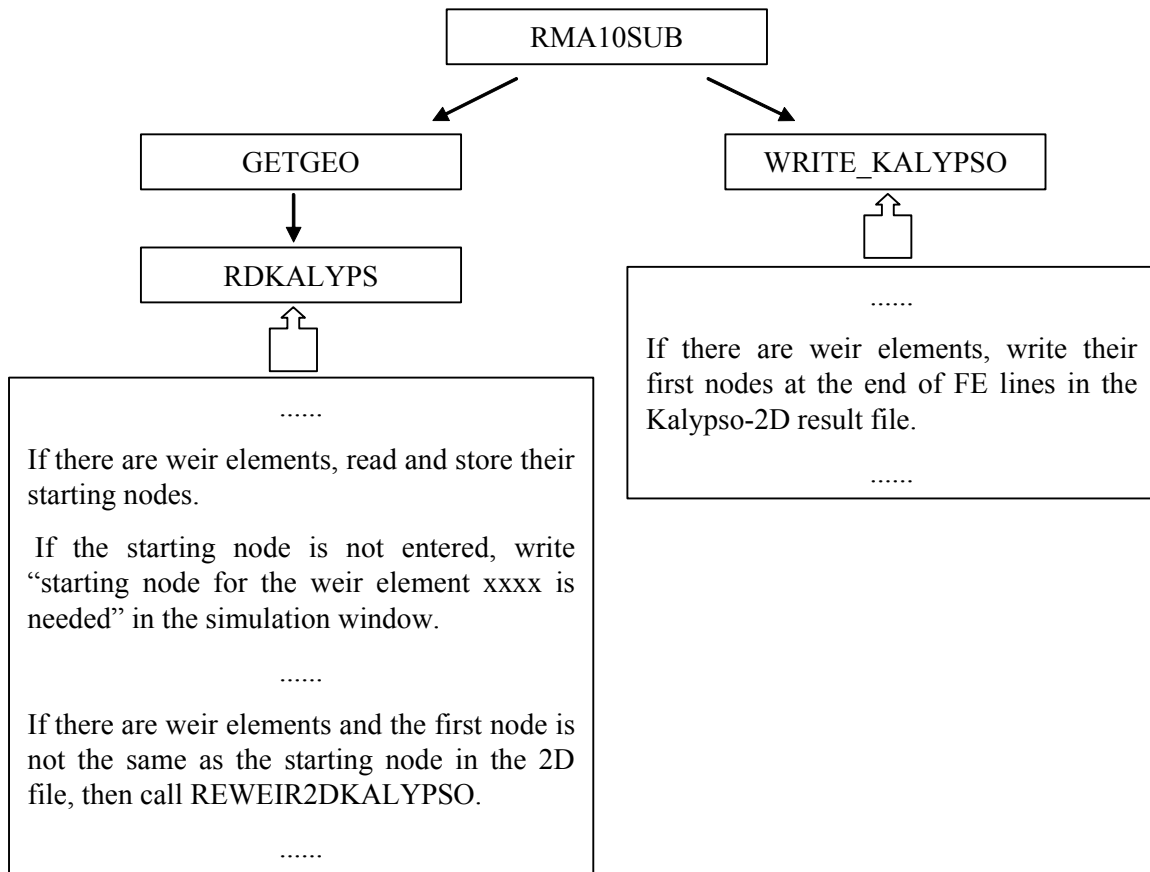 RMA10SUB
GETGEO
WRITE_KALYPSO
RDKALYPS
......
If there are weir elements, write their
first nodes at the end of FE lines in the
Kalypso-2D result file.
......
......
If there are weir elements, read and store their
starting nodes.
If the starting node is not entered, write
“starting node for the weir element xxxx is
needed” in the simulation window.
......
If there are weir elements and the first node is
not the same as the starting node in the 2D
file, then call REWEIR2DKALYPSO.
......